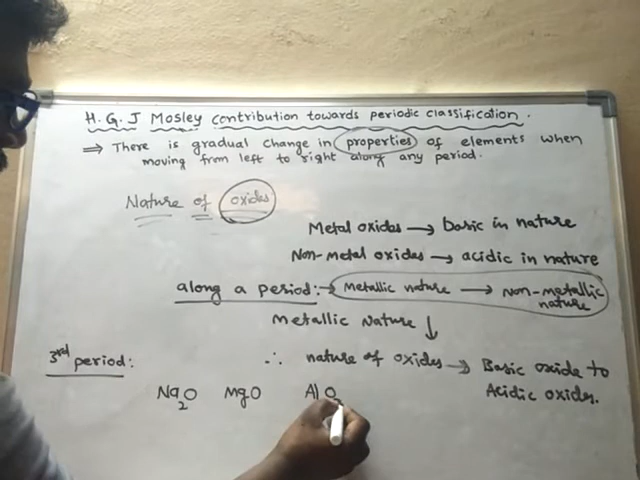 H.G.J Mosley contribution towards periodic classification.
⇒ There is gradual change in properties of elements when
moving from left to right along any period.
Nature of oxides
Metal oxides → basic in nature
Non-metal oxides → acidic in nature
along a period:→ Metallic nature → Non-metallic
nature
Metallic Nature ↓
3rd period:
∴ nature of oxides → Basic oxide to
Acidic oxides.
Na2O MgO AlO2